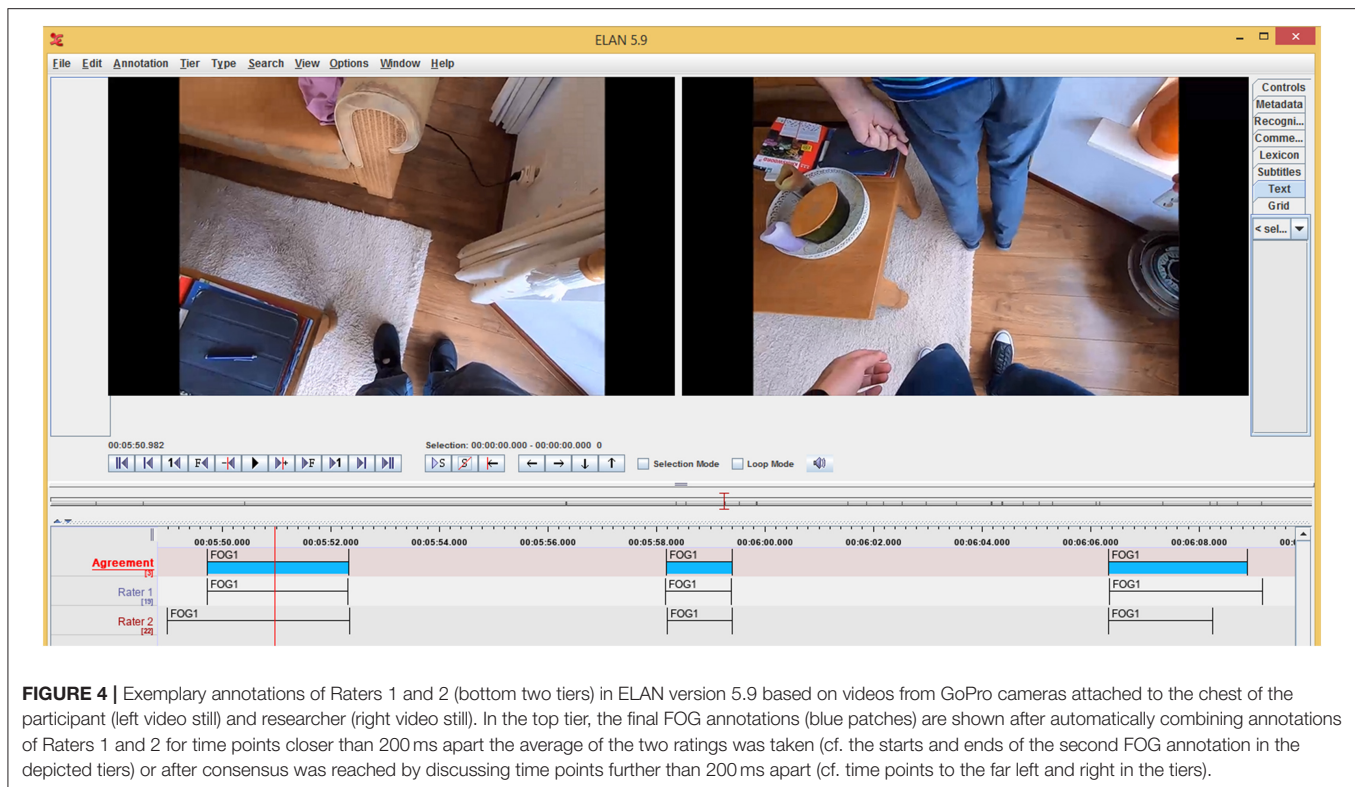 ELAN 5.9
File Edit Annotation Tier Type Search View Options Window Help
Controls
Metadata
Recogni...
Comme...
Lexicon
Subtitles
Text
Grid
< sel...
00:05:50.982
Selection: 00:00:00.000 - 00:00:00.000 0
1 F F 1 S S Selection Mode Loop Mode
00:05:50.000 00:05:52.000 00:05:54.000 00:05:56.000 00:05:58.000 00:06:00.000 00:06:02.000 00:06:04.000 00:06:06.000 00:06:08.000 00:
Agreement FOG1 FOG1 FOG1
[3]
Rater 1 FOG1 FOG1 FOG1
[19]
Rater 2 FOG1 FOG1 FOG1
[22]
FIGURE 4 | Exemplary annotations of Raters 1 and 2 (bottom two tiers) in ELAN version 5.9 based on videos from GoPro cameras attached to the chest of the
participant (left video still) and researcher (right video still). In the top tier, the final FOG annotations (blue patches) are shown after automatically combining annotations
of Raters 1 and 2 for time points closer than 200 ms apart the average of the two ratings was taken (cf. the starts and ends of the second FOG annotation in the
depicted tiers) or after consensus was reached by discussing time points further than 200 ms apart (cf. time points to the far left and right in the tiers).